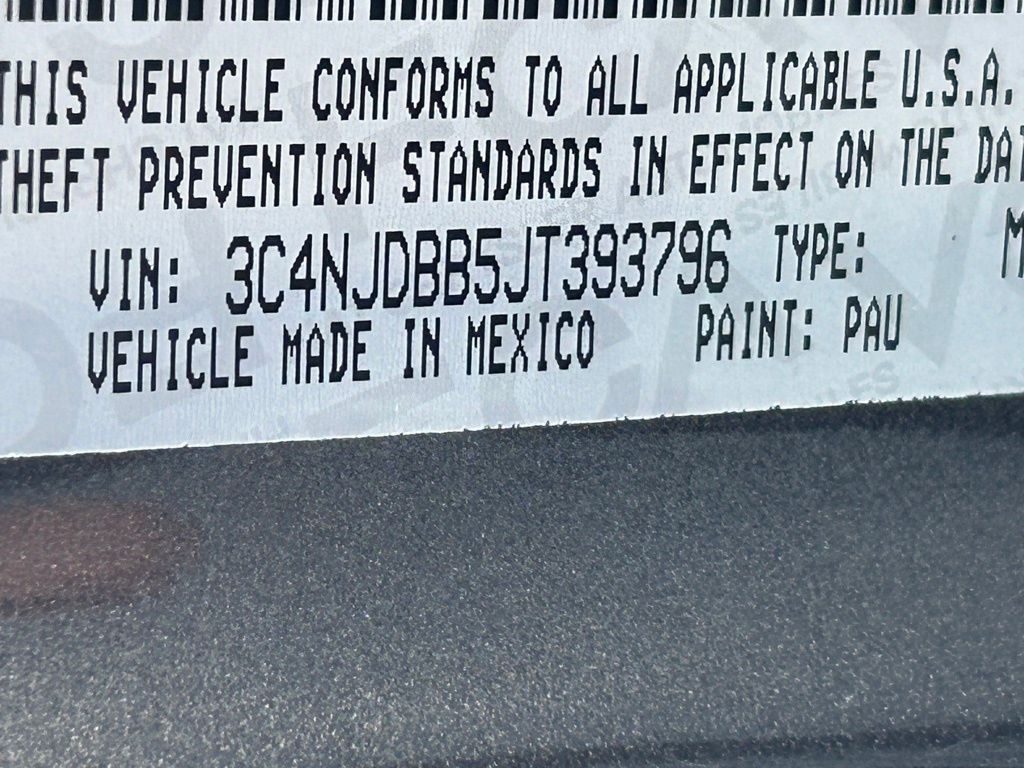 THIS VEHICLE CONFORMS TO ALL APPLICABLE U.S.A.
THEFT PREVENTION STANDARDS IN EFFECT ON THE DAT
VIN: 3C4NJDBB5JT393796 TYPE: M
VEHICLE MADE IN MEXICO PAINT: PAU